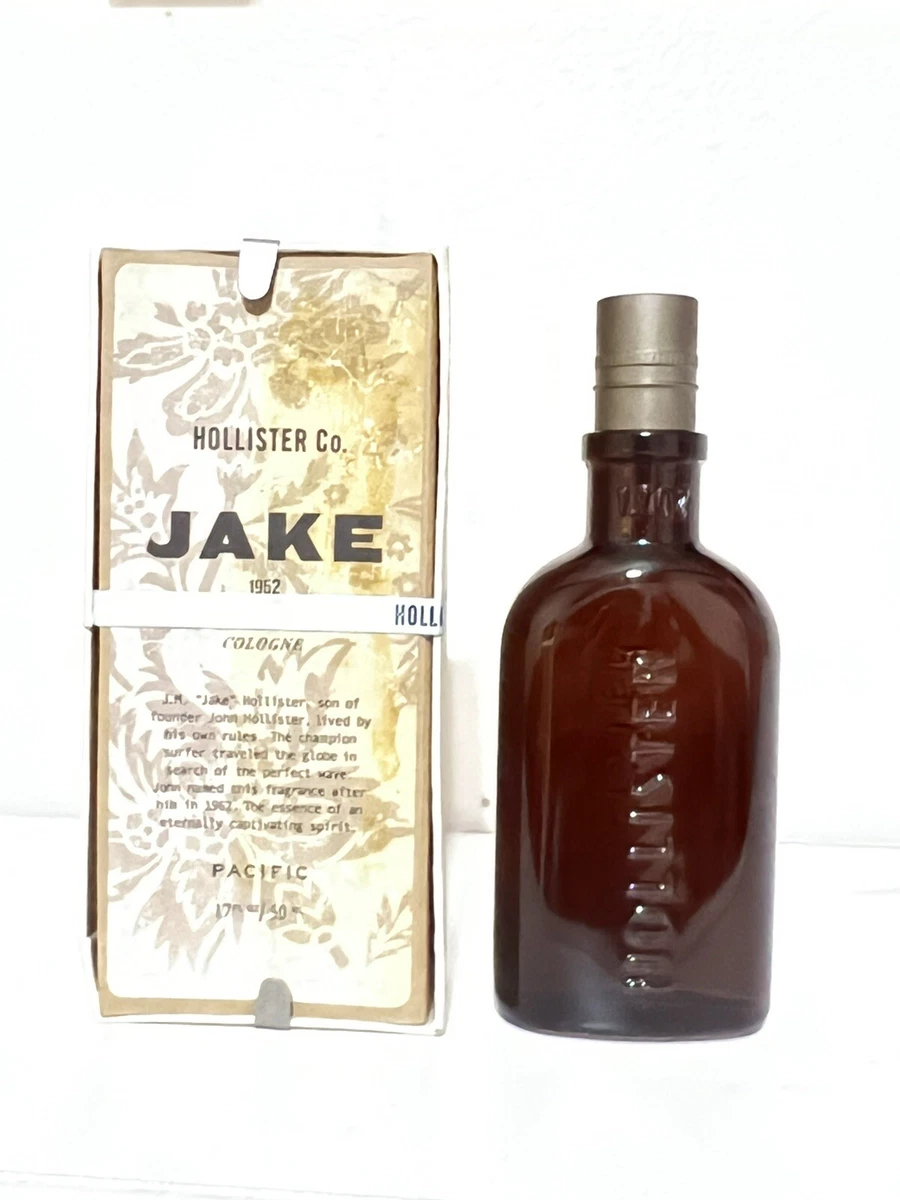 HOLLISTER Co.
JAKE
1962
HOLLI
COLOGNE
J.M. "Jake" Hollister, son of
founder John Hollister, lived by
his own rules. The champion
surfer traveled the globe in
search of the perfect wave.
John named this fragrance after
him in 1962. The essence of an
eternally captivating spirit.
PACIFIC
HOLLISTER